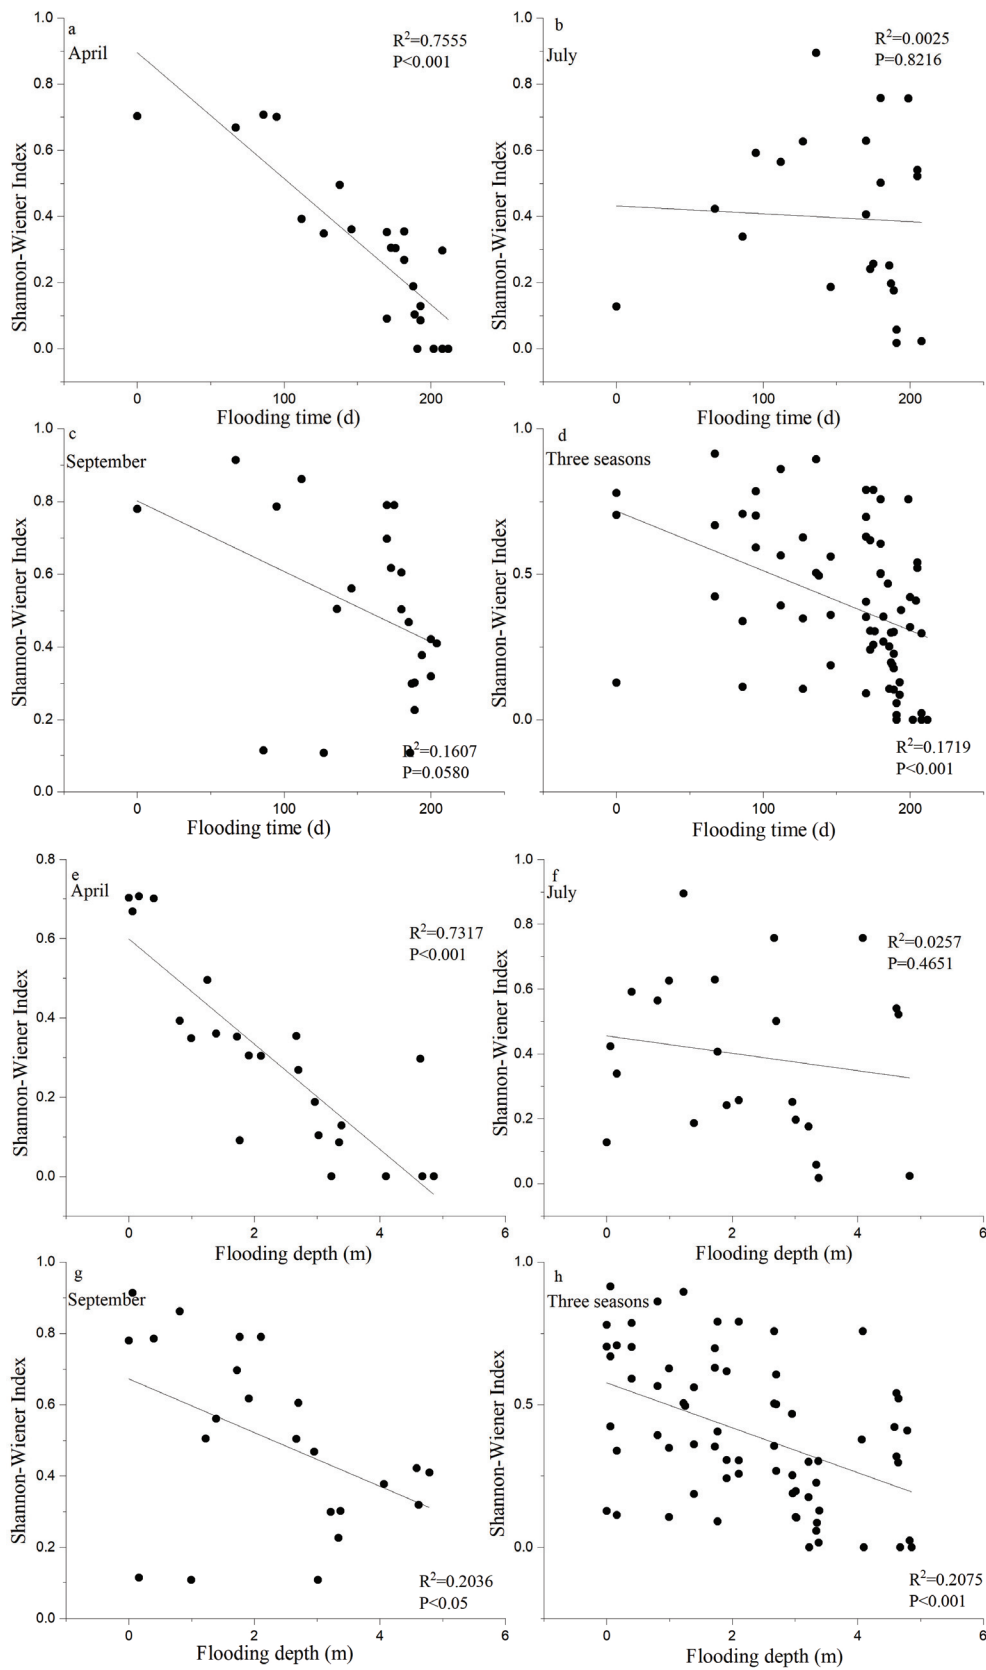 a
April
R²=0.7555
P<0.001
1.0
0.8
0.6
0.4
0.2
0.0
Shannon-Wiener Index
0 100 200
Flooding time (d)
b
July
R²=0.0025
P=0.8216
1.0
0.8
0.6
0.4
0.2
0.0
Shannon-Wiener Index
0 100 200
Flooding time (d)
c
September
R²=0.1607
P=0.0580
1.0
0.8
0.6
0.4
0.2
0.0
Shannon-Wiener Index
0 100 200
Flooding time (d)
d
Three seasons
R²=0.1719
P<0.001
1.0
0.5
0.0
Shannon-Wiener Index
0 100 200
Flooding time (d)
e
April
R²=0.7317
P<0.001
0.8
0.6
0.4
0.2
0.0
Shannon-Wiener Index
0 2 4 6
Flooding depth (m)
f
July
R²=0.0257
P=0.4651
1.0
0.8
0.6
0.4
0.2
0.0
Shannon-Wiener Index
0 2 4 6
Flooding depth (m)
g
September
R²=0.2036
P<0.05
1.0
0.8
0.6
0.4
0.2
0.0
Shannon-Wiener Index
0 2 4 6
Flooding depth (m)
h
Three seasons
R²=0.2075
P<0.001
1.0
0.5
0.0
Shannon-Wiener Index
0 2 4 6
Flooding depth (m)